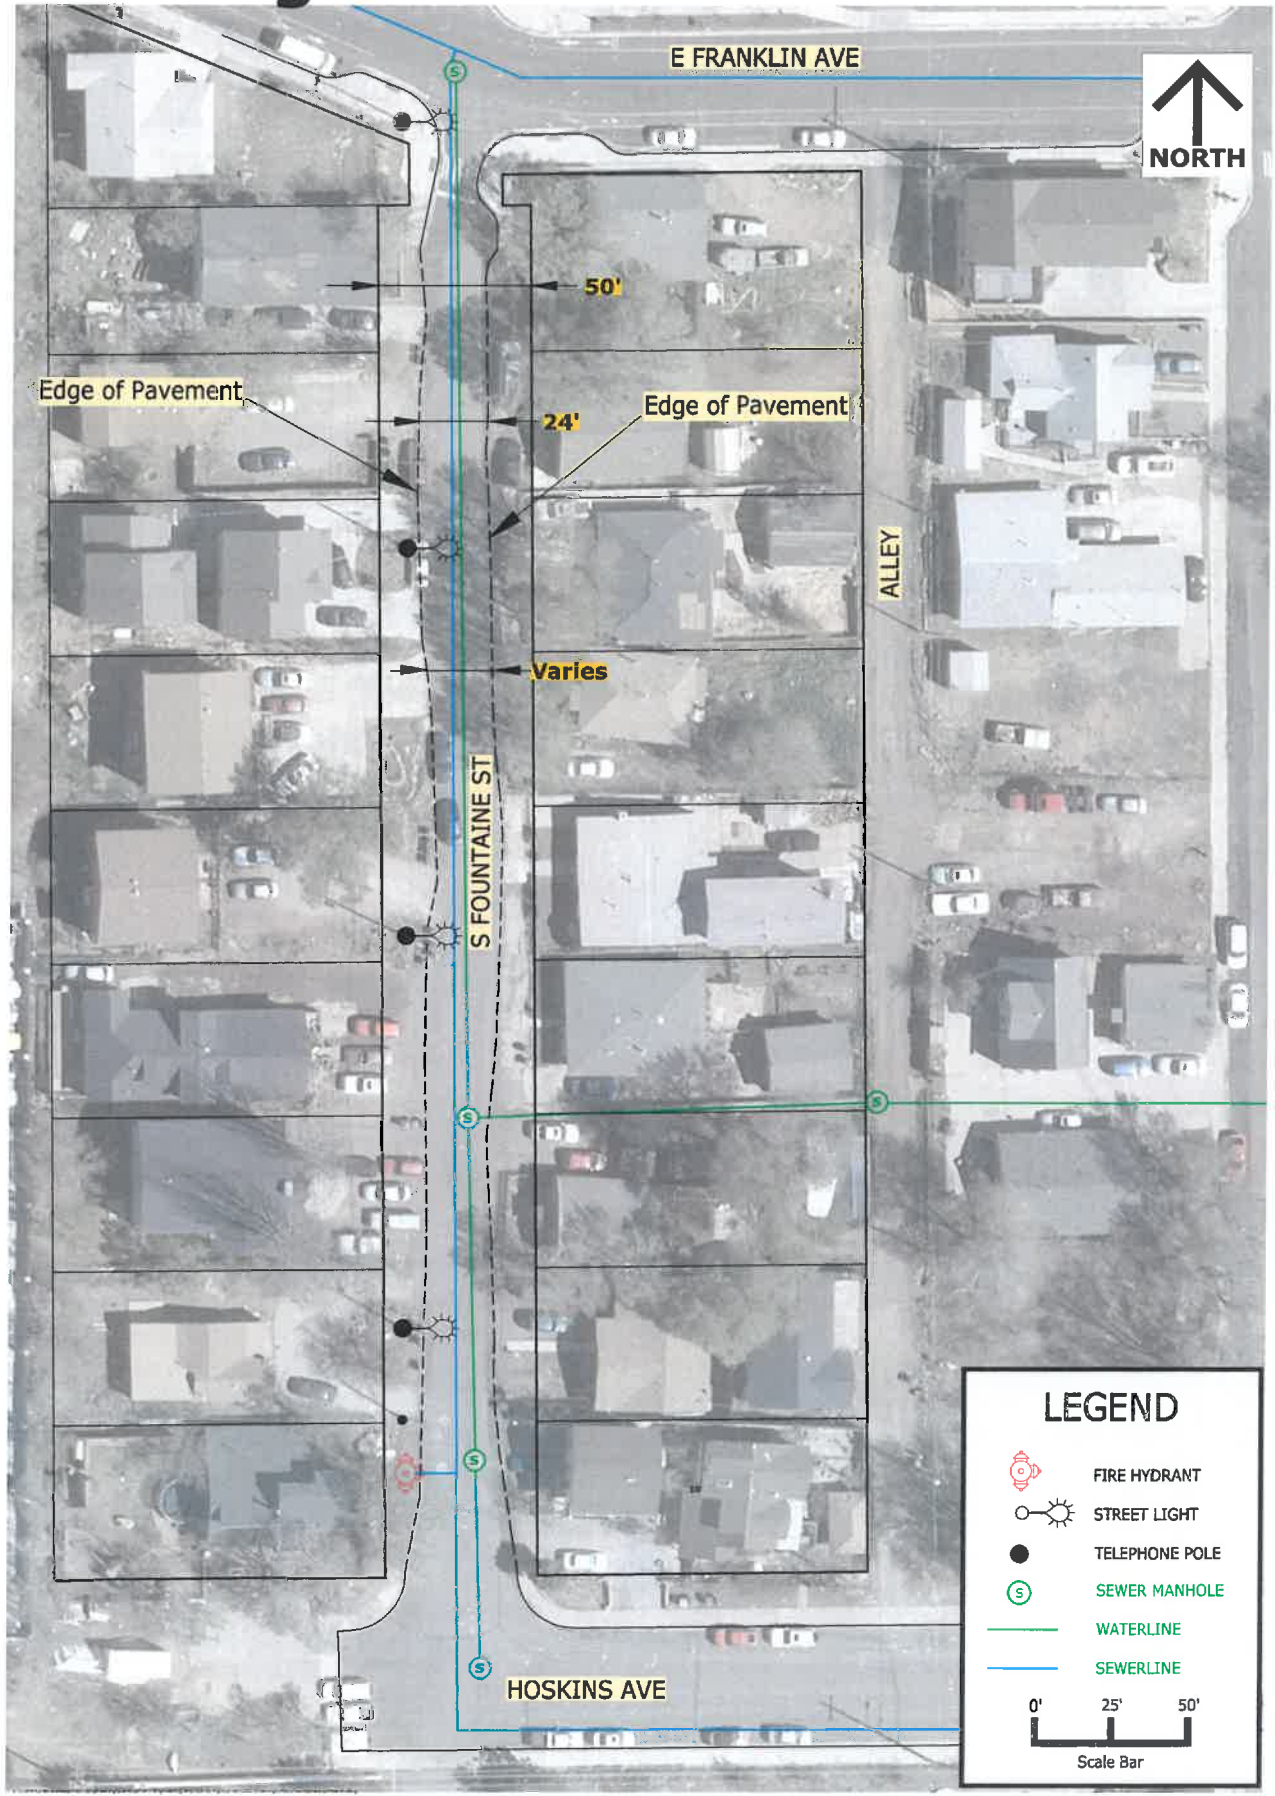 E FRANKLIN AVE
NORTH
50'
Edge of Pavement
Edge of Pavement
24'
ALLEY
Varies
S FOUNTAINE ST
S
S
S
S
S
HOSKINS AVE
LEGEND
FIRE HYDRANT
STREET LIGHT
TELEPHONE POLE
S SEWER MANHOLE
WATERLINE
SEWERLINE
0' 25' 50'
Scale Bar